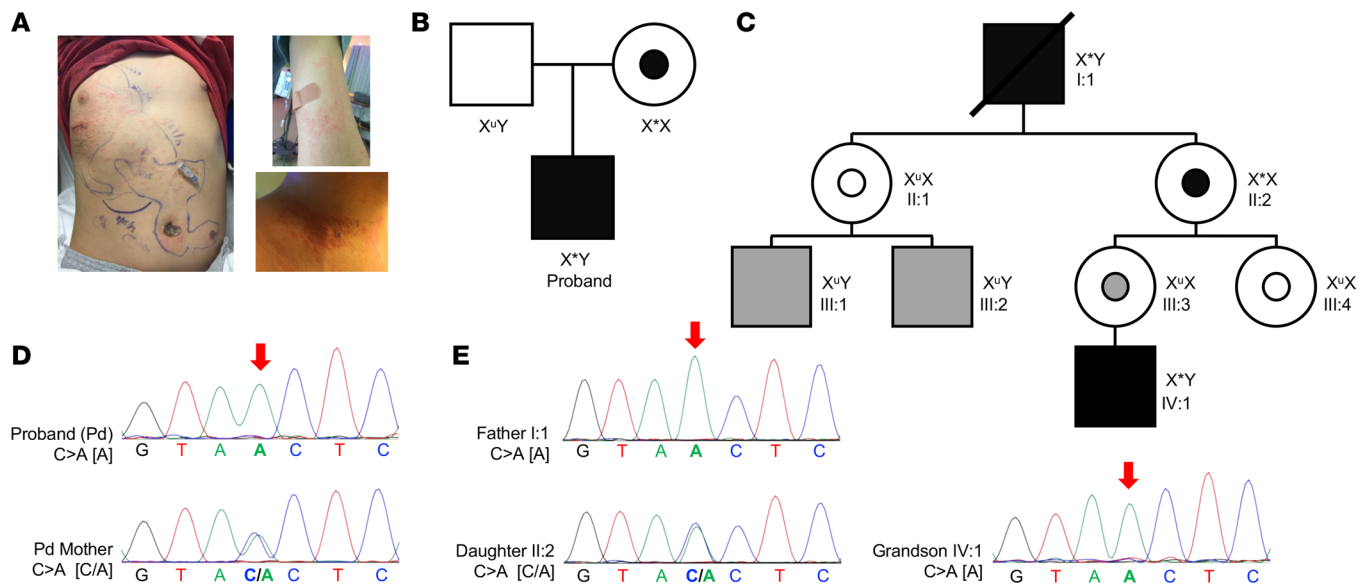 A
B
C
XᵘY
X*X
X*Y
Proband
X*Y
I:1
XᵘX
II:1
X*X
II:2
XᵘY
III:1
XᵘY
III:2
XᵘX
III:3
XᵘX
III:4
X*Y
IV:1
D
Proband (Pd)
C>A [A]
G T A A C T C
Pd Mother
C>A [C/A]
G T A C/A C T C
E
Father I:1
C>A [A]
G T A A C T C
Daughter II:2
C>A [C/A]
G T A C/A C T C
Grandson IV:1
C>A [A]
G T A A C T C